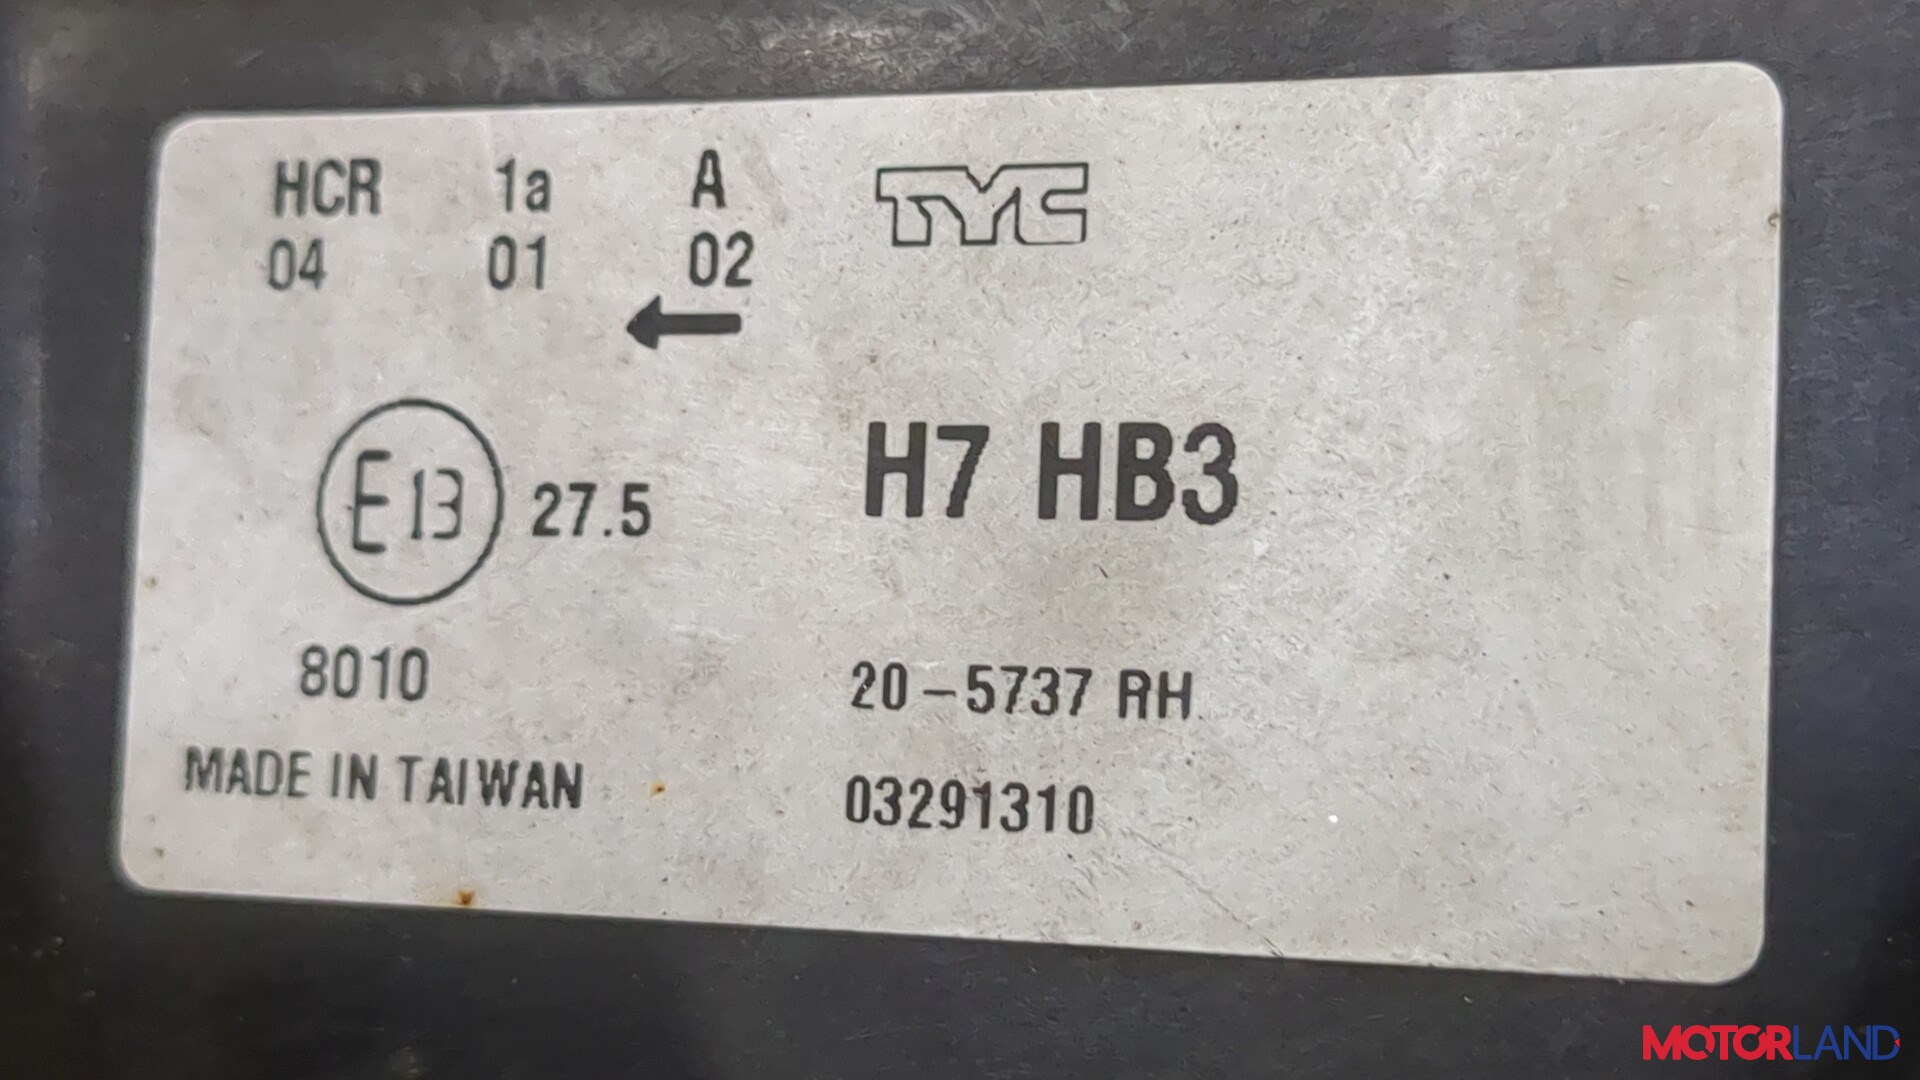 HCR 1a A TYC
04 01 02
E13 27.5 H7 HB3
8010 20-5737 RH
MADE IN TAIWAN 03291310
MOTORLAND